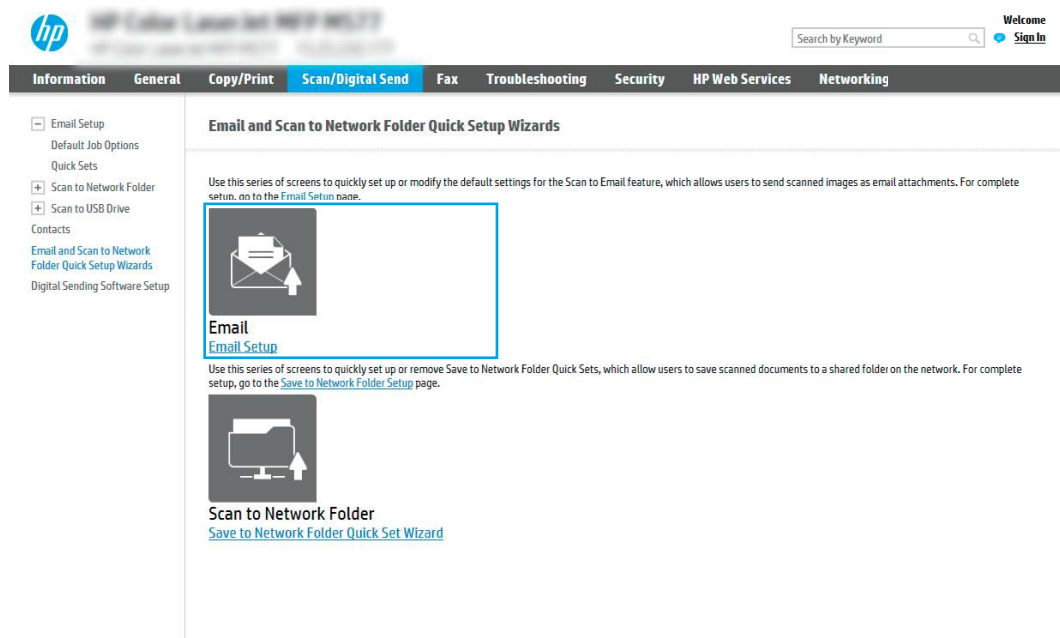 hp
Welcome
Search by Keyword
Sign In
Information General Copy/Print Scan/Digital Send Fax Troubleshooting Security HP Web Services Networking
Email Setup
Default Job Options
Quick Sets
Scan to Network Folder
Scan to USB Drive
Contacts
Email and Scan to Network
Folder Quick Setup Wizards
Digital Sending Software Setup
Email and Scan to Network Folder Quick Setup Wizards
Use this series of screens to quickly set up or modify the default settings for the Scan to Email feature, which allows users to send scanned images as email attachments. For complete
setup, go to the Email Setup page.
Email
Email Setup
Use this series of screens to quickly set up or remove Save to Network Folder Quick Sets, which allow users to save scanned documents to a shared folder on the network. For complete
setup, go to the Save to Network Folder Setup page.
Scan to Network Folder
Save to Network Folder Quick Set Wizard